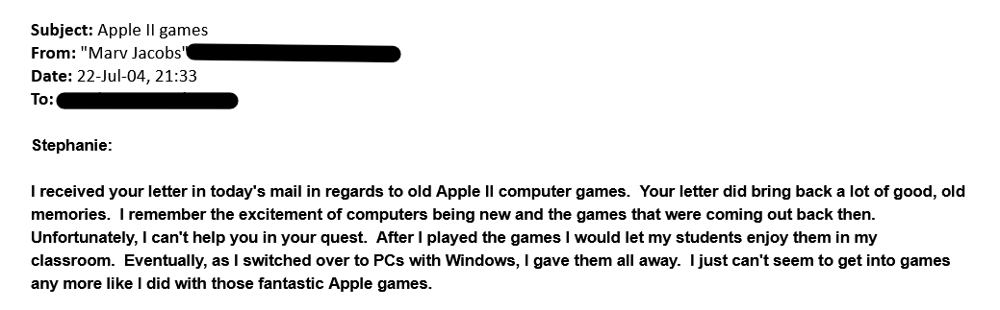 Subject: Apple II games
From: "Marv Jacobs"
Date: 22-Jul-04, 21:33
To:
Stephanie:
I received your letter in today's mail in regards to old Apple II computer games.  Your letter did bring back a lot of good, old
memories.  I remember the excitement of computers being new and the games that were coming out back then.
Unfortunately, I can't help you in your quest.  After I played the games I would let my students enjoy them in my
classroom.  Eventually, as I switched over to PCs with Windows, I gave them all away.  I just can't seem to get into games
any more like I did with those fantastic Apple games.